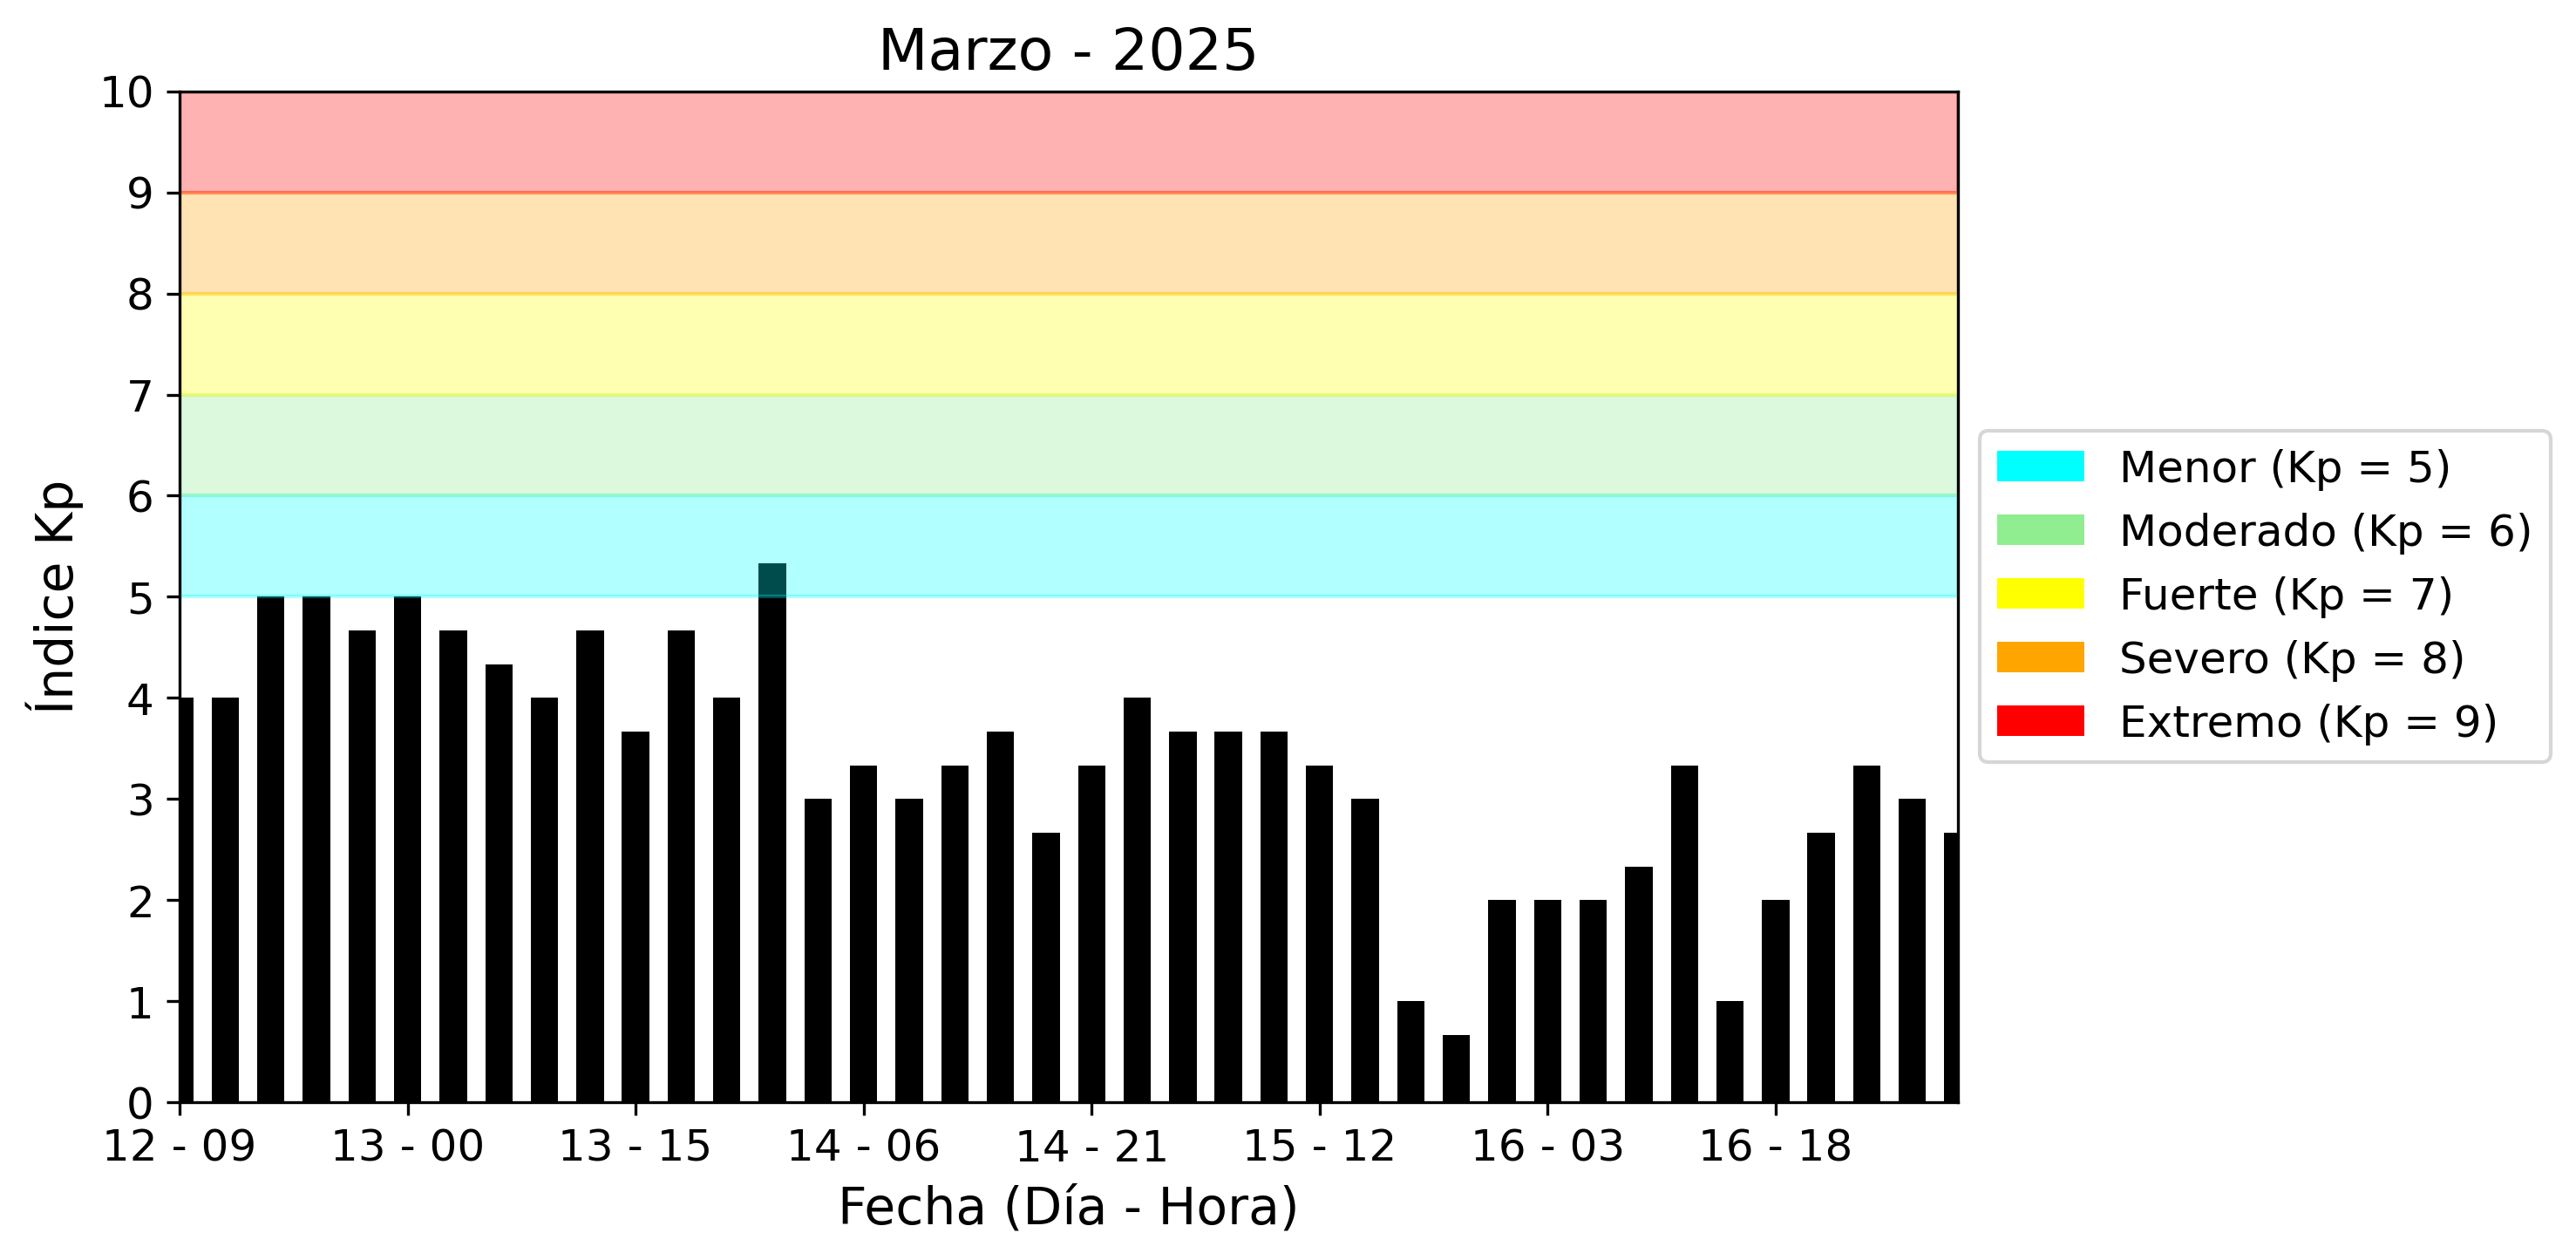 Marzo - 2025
10
9
8
7
6
5
4
3
2
1
0
Índice Kp
12 - 09
13 - 00
13 - 15
14 - 06
14 - 21
15 - 12
16 - 03
16 - 18
Fecha (Día - Hora)
Menor (Kp = 5)
Moderado (Kp = 6)
Fuerte (Kp = 7)
Severo (Kp = 8)
Extremo (Kp = 9)